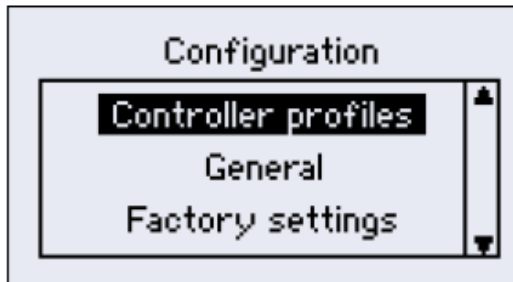 Configuration
Controller profiles
General
Factory settings